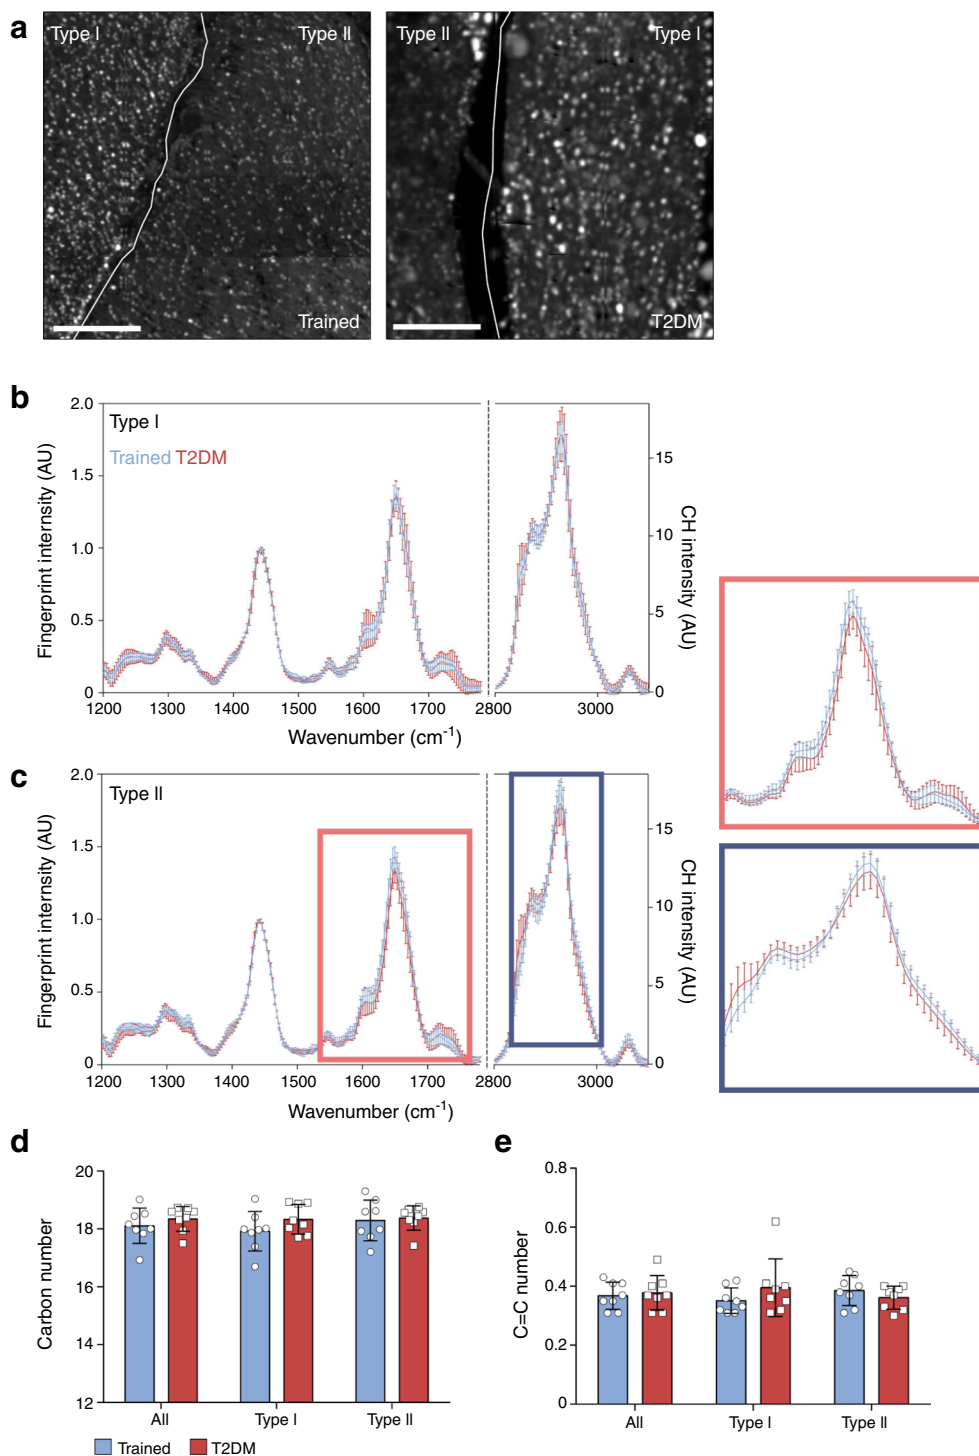 a
Type I Type II Trained
Type II Type I T2DM
b
Type I
Trained T2DM
Fingerprint internsity (AU)
2.0
1.5
1.0
0.5
0
1200 1300 1400 1500 1600 1700 2800 3000
Wavenumber (cm-1)
CH intensity (AU)
15
10
5
0
c
Type II
Fingerprint intensity (AU)
2.0
1.5
1.0
0.5
0
1200 1300 1400 1500 1600 1700 2800 3000
Wavenumber (cm-1)
CH intensity (AU)
15
10
5
0
d
Carbon number
20
18
16
14
12
All Type I Type II
Trained T2DM
e
C=C number
0.8
0.6
0.4
0.2
0
All Type I Type II